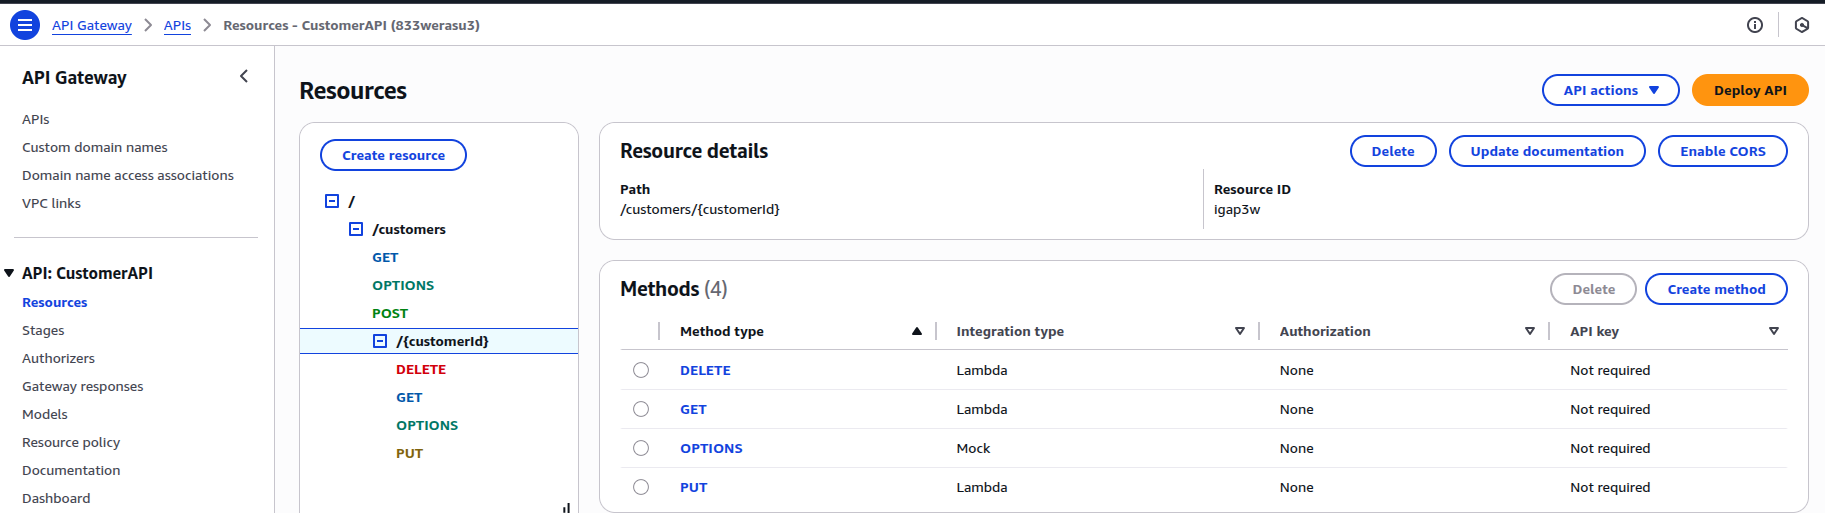 API Gateway > APIs > Resources - CustomerAPI (833werasu3)
API Gateway
APIs
Custom domain names
Domain name access associations
VPC links
API: CustomerAPI
Resources
Stages
Authorizers
Gateway responses
Models
Resource policy
Documentation
Dashboard
Resources
API actions
Deploy API
Create resource
/
/customers
GET
OPTIONS
POST
/{customerId}
DELETE
GET
OPTIONS
PUT
Resource details
Delete
Update documentation
Enable CORS
Path
/customers/{customerId}
Resource ID
igap3w
Methods (4)
Delete
Create method
Method type Integration type Authorization API key
DELETE Lambda None Not required
GET Lambda None Not required
OPTIONS Mock None Not required
PUT Lambda None Not required